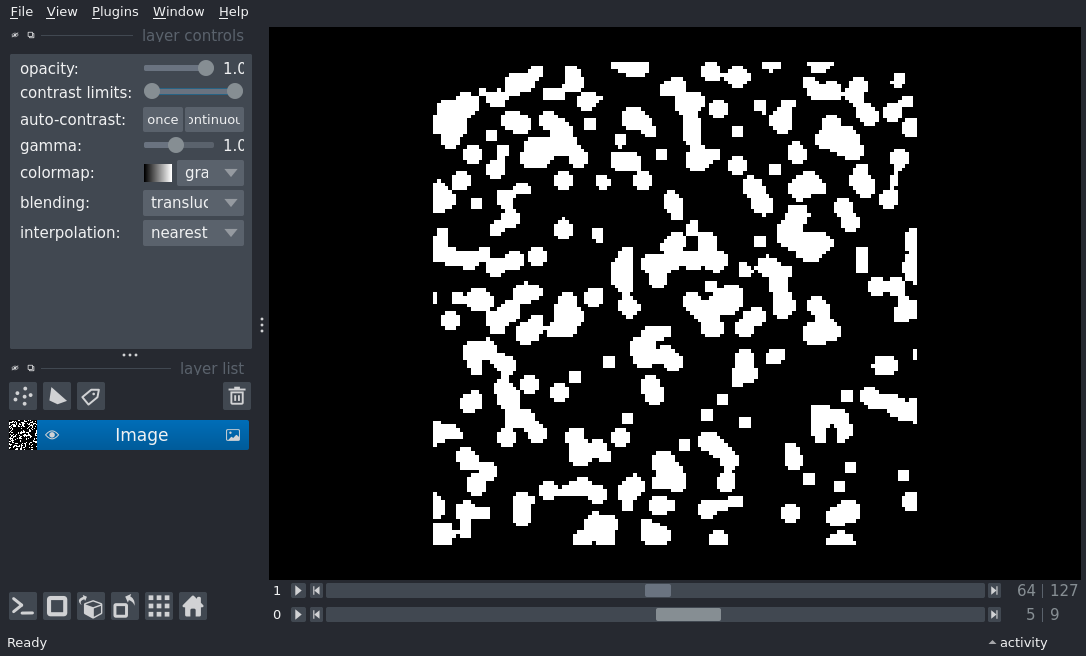 File View Plugins Window Help
layer controls
opacity: 1.0
contrast limits:
auto-contrast: once ontinuou
gamma: 1.0
colormap: gra
blending: transluc
interpolation: nearest
layer list
Image
1 64 | 127
0 5 | 9
Ready activity